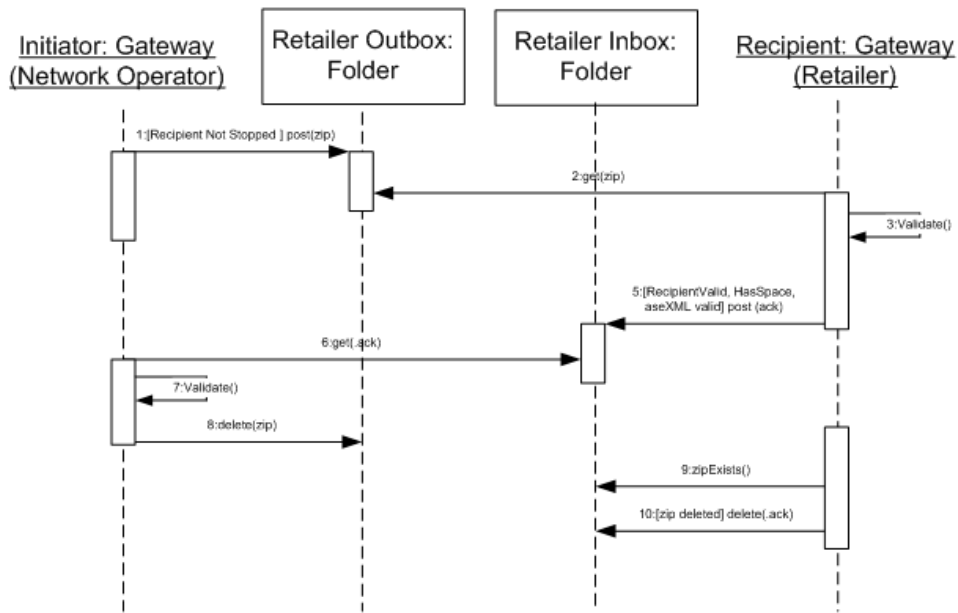 Initiator: Gateway
(Network Operator)
Retailer Outbox:
Folder
Retailer Inbox:
Folder
Recipient: Gateway
(Retailer)
1:[Recipient Not Stopped ] post(zip)
2:get(zip)
3:Validate()
5:[RecipientValid, HasSpace,
aseXML valid] post (ack)
6:get(.ack)
7:Validate()
8:delete(zip)
9:zipExists()
10:[zip deleted] delete(.ack)